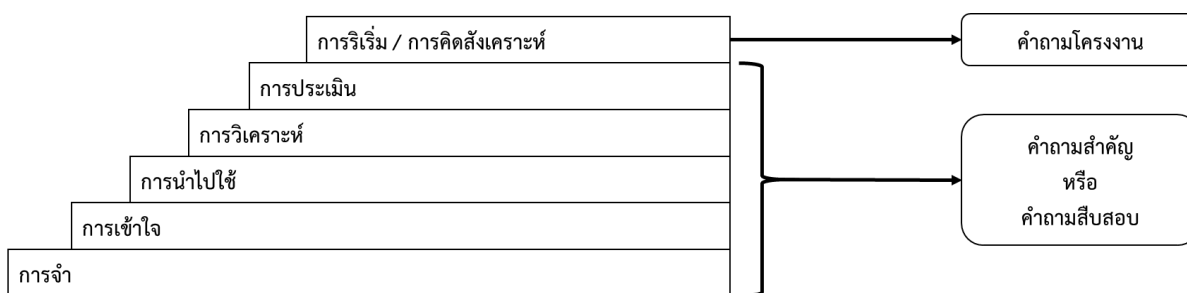 การริเริ่ม / การคิดสังเคราะห์
คำถามโครงงาน
การประเมิน
การวิเคราะห์
การนำไปใช้
การเข้าใจ
การจำ
คำถามสำคัญ
หรือ
คำถามสืบสอบ